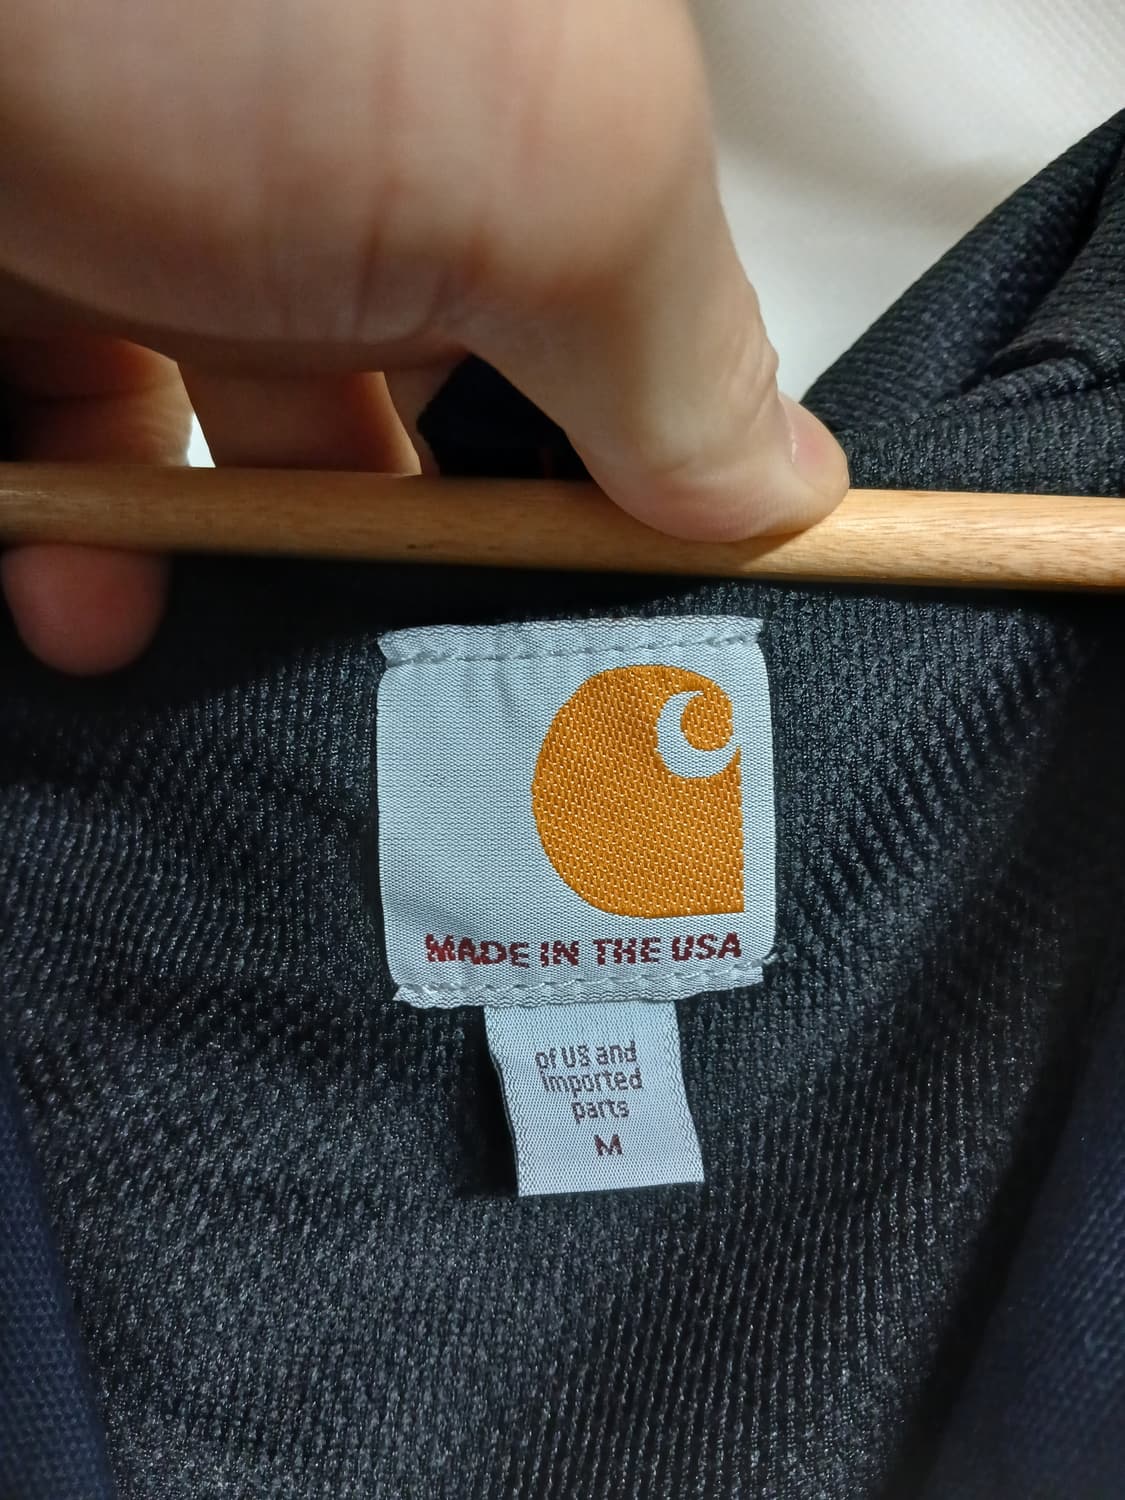 MADE IN THE USA
of US and
Imported
parts
M